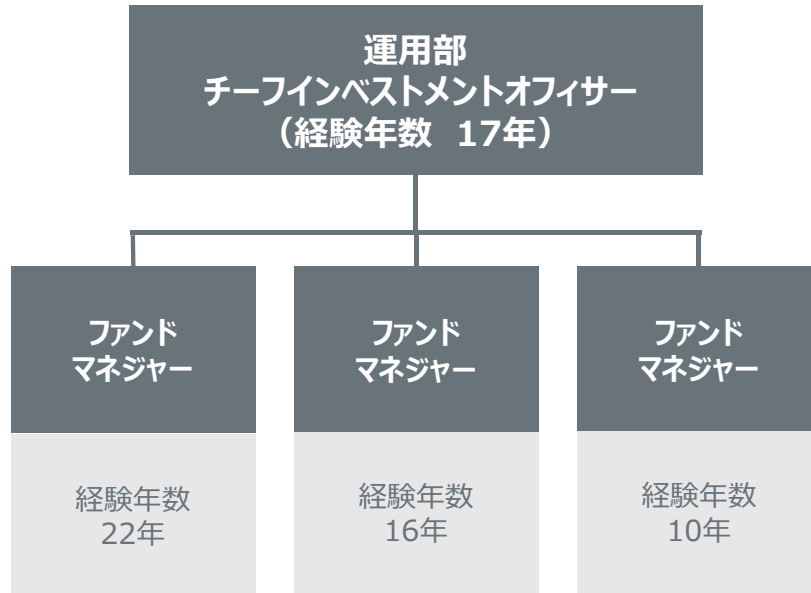 運用部
チーフインベストメントオフィサー
（経験年数 17年）
ファンド
マネジャー
経験年数
22年
ファンド
マネジャー
経験年数
16年
ファンド
マネジャー
経験年数
10年